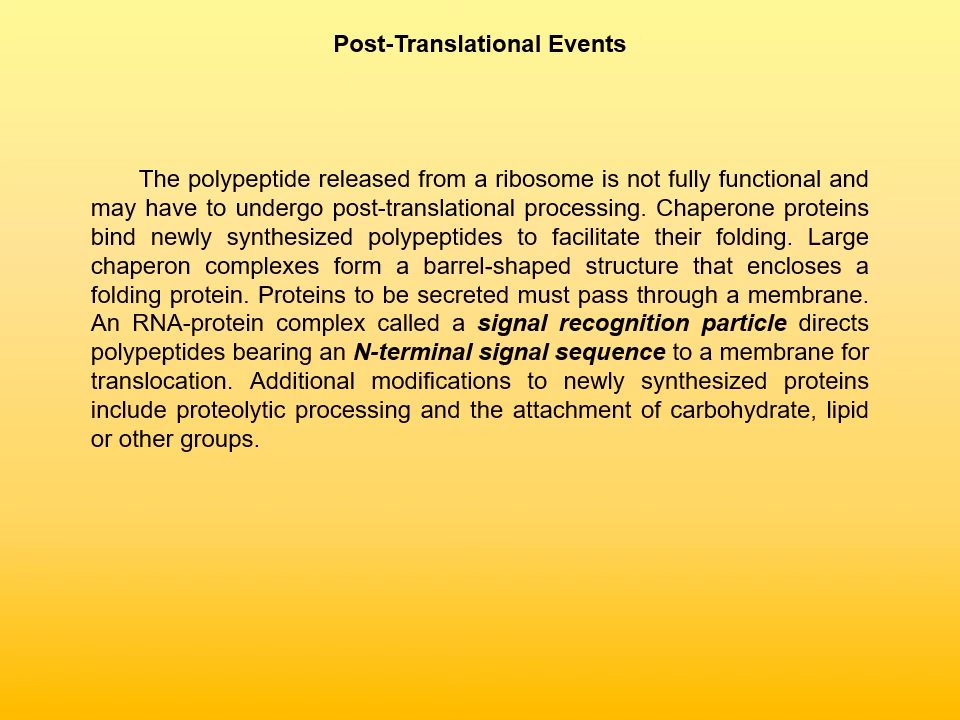 Post-Translational Events
The polypeptide released from a ribosome is not fully functional and
may have to undergo post-translational processing. Chaperone proteins
bind newly synthesized polypeptides to facilitate their folding. Large
chaperon complexes form a barrel-shaped structure that encloses a
folding protein. Proteins to be secreted must pass through a membrane.
An RNA-protein complex called a signal recognition particle directs
polypeptides bearing an N-terminal signal sequence to a membrane for
translocation. Additional modifications to newly synthesized proteins
include proteolytic processing and the attachment of carbohydrate, lipid
or other groups.